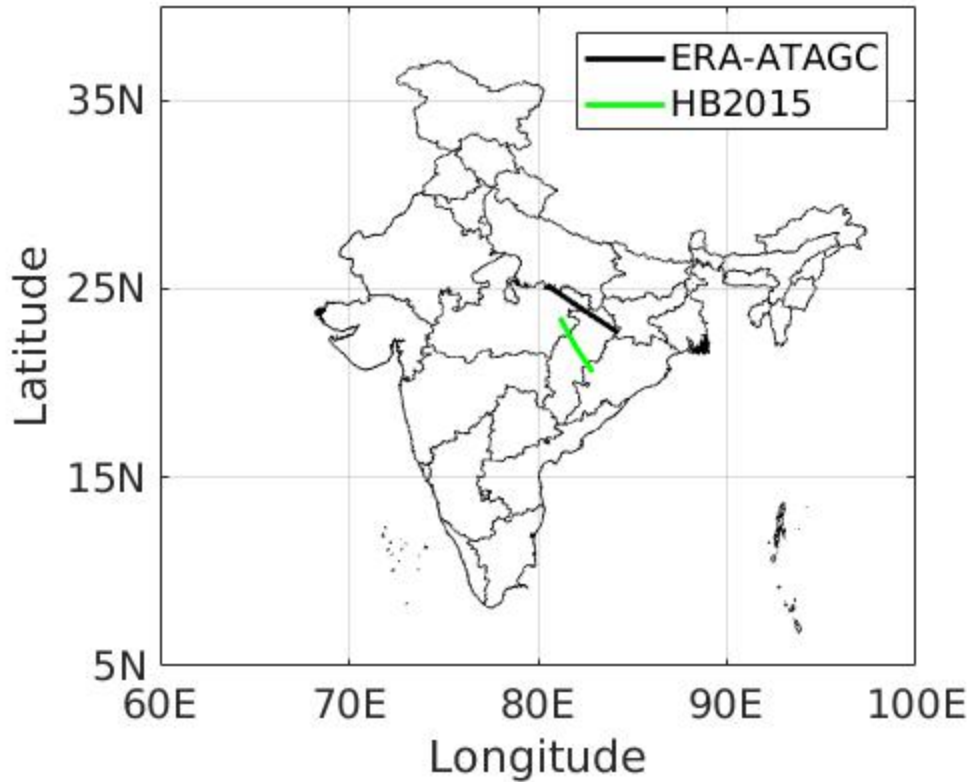 ERA-ATAGC
HB2015
35N
25N
15N
5N
Latitude
60E 70E 80E 90E 100E
Longitude